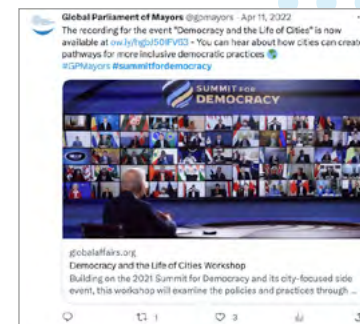 Global Parliament of Mayors @gpmayors · Apr 11, 2022
The recording for the event "Democracy and the Life of Cities" is now
available at - You can hear about how cities can create
pathways for more inclusive democratic practices
#GPMayors #summitfordemocracy
SUMMIT FOR
DEMOCRACY
globalaffairs.org
Democracy and the Life of Cities Workshop
Building on the 2021 Summit for Democracy and its city-focused side
event, this workshop will examine the policies and practices through ...
1
3